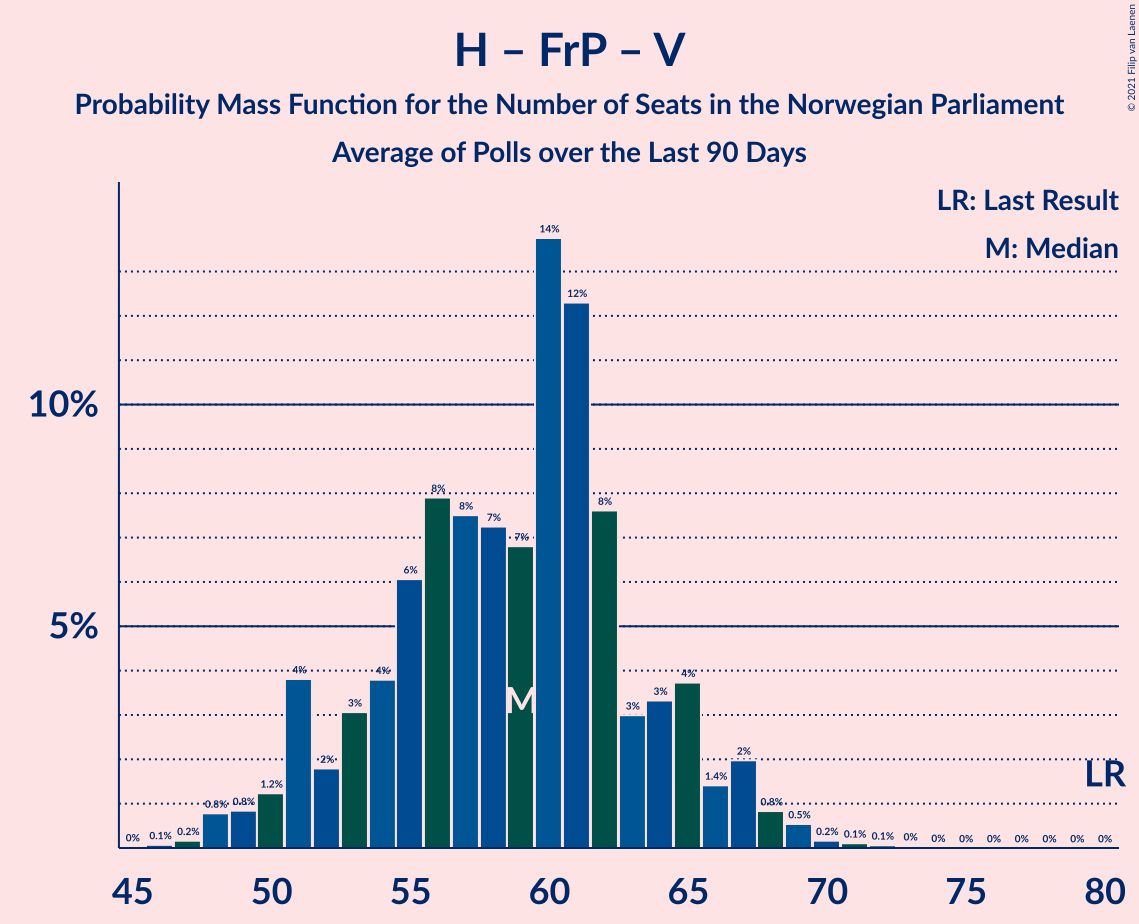 H – FrP – V
Probability Mass Function for the Number of Seats in the Norwegian Parliament
Average of Polls over the Last 90 Days
© 2021 Filip van Laenen
LR: Last Result
M: Median
10%
5%
0% 0.1% 0.2% 0.8% 0.8% 1.2% 4% 2% 3% 4% 6% 8% 8% 7% 7% 14% 12% 8% 3% 3% 4% 1.4% 2% 0.8% 0.5% 0.2% 0.1% 0.1% 0% 0% 0% 0% 0% 0% 0% 0%
M
LR
45 50 55 60 65 70 75 80